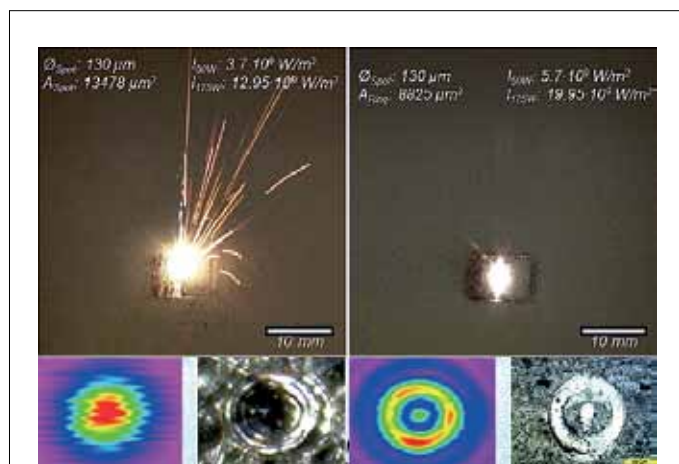 Ø_Spot: 130 µm
A_Spot: 13478 µm²
I_50W: 3.7·10⁹ W/m²
I_175W: 12.95·10⁹ W/m²
10 mm
Ø_Spot: 130 µm
A_Ring: 8825 µm²
I_50W: 5.7·10⁹ W/m²
I_175W: 19.95·10⁹ W/m²
10 mm